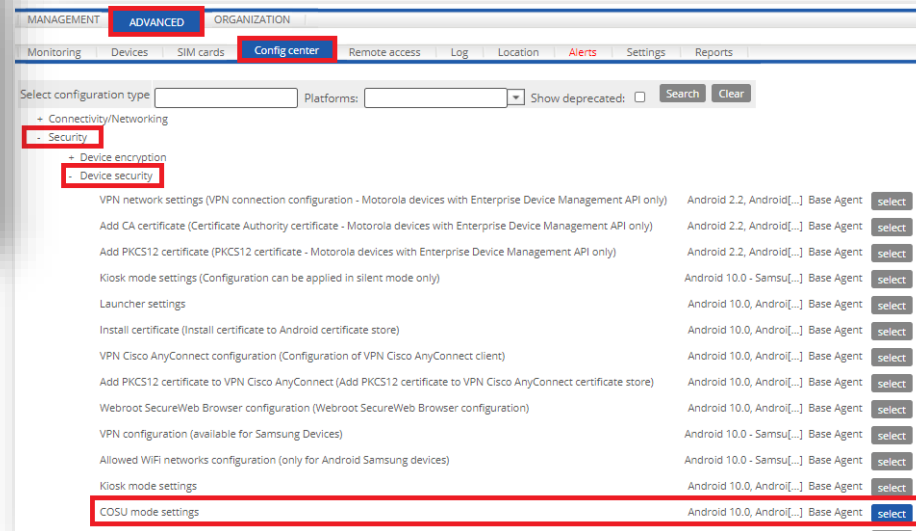 MANAGEMENT ADVANCED ORGANIZATION
Monitoring Devices SIM cards Config center Remote access Log Location Alerts Settings Reports
Select configuration type Platforms: Show deprecated: Search Clear
+ Connectivity/Networking
- Security
+ Device encryption
- Device security
VPN network settings (VPN connection configuration - Motorola devices with Enterprise Device Management API only) Android 2.2, Android[...] Base Agent select
Add CA certificate (Certificate Authority certificate - Motorola devices with Enterprise Device Management API only) Android 2.2, Android[...] Base Agent select
Add PKCS12 certificate (PKCS12 certificate - Motorola devices with Enterprise Device Management API only) Android 2.2, Android[...] Base Agent select
Kiosk mode settings (Configuration can be applied in silent mode only) Android 10.0 - Samsu[...] Base Agent select
Launcher settings Android 10.0, Androi[...] Base Agent select
Install certificate (Install certificate to Android certificate store) Android 10.0, Androi[...] Base Agent select
VPN Cisco AnyConnect configuration (Configuration of VPN Cisco AnyConnect client) Android 10.0, Androi[...] Base Agent select
Add PKCS12 certificate to VPN Cisco AnyConnect (Add PKCS12 certificate to VPN Cisco AnyConnect certificate store) Android 10.0, Androi[...] Base Agent select
Webroot SecureWeb Browser configuration (Webroot SecureWeb Browser configuration) Android 10.0, Androi[...] Base Agent select
VPN configuration (available for Samsung Devices) Android 10.0 - Samsu[...] Base Agent select
Allowed WiFi networks configuration (only for Android Samsung devices) Android 10.0 - Samsu[...] Base Agent select
Kiosk mode settings Android 10.0, Androi[...] Base Agent select
COSU mode settings Android 10.0, Androi[...] Base Agent select